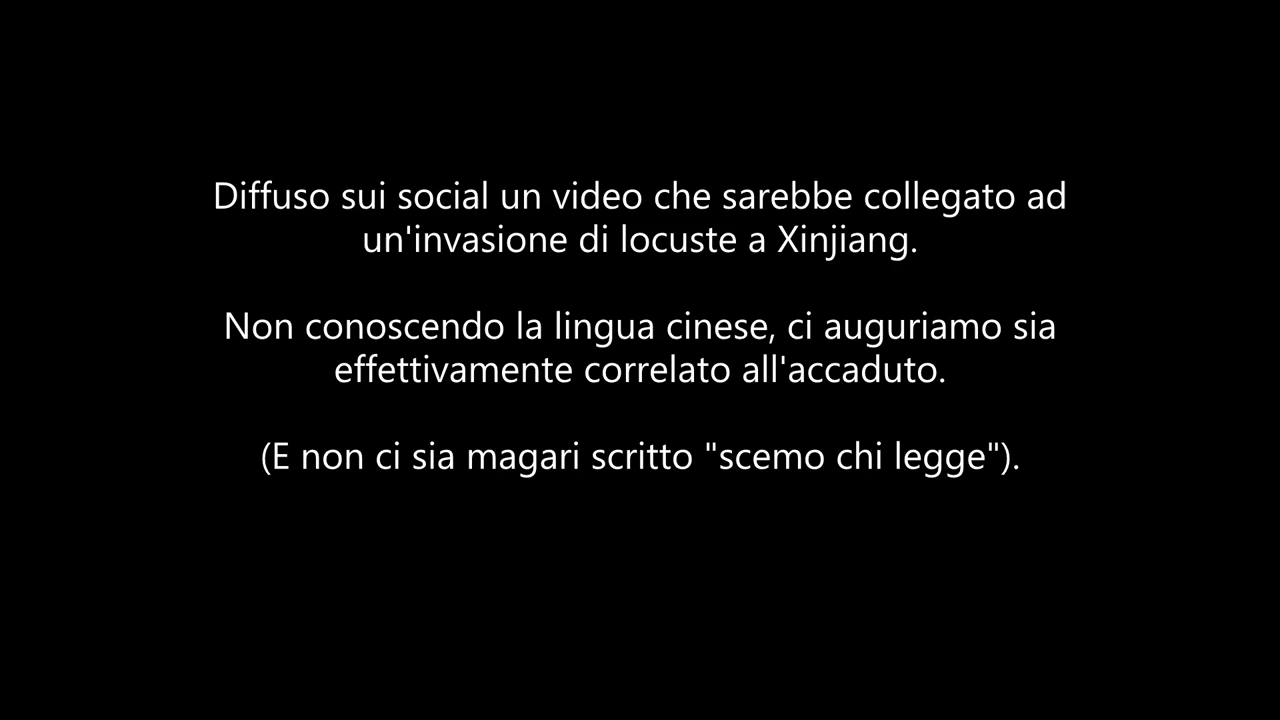 Diffuso sui social un video che sarebbe collegato ad
un'invasione di locuste a Xinjiang.
Non conoscendo la lingua cinese, ci auguriamo sia
effettivamente correlato all'accaduto.
(E non ci sia magari scritto "scemo chi legge").